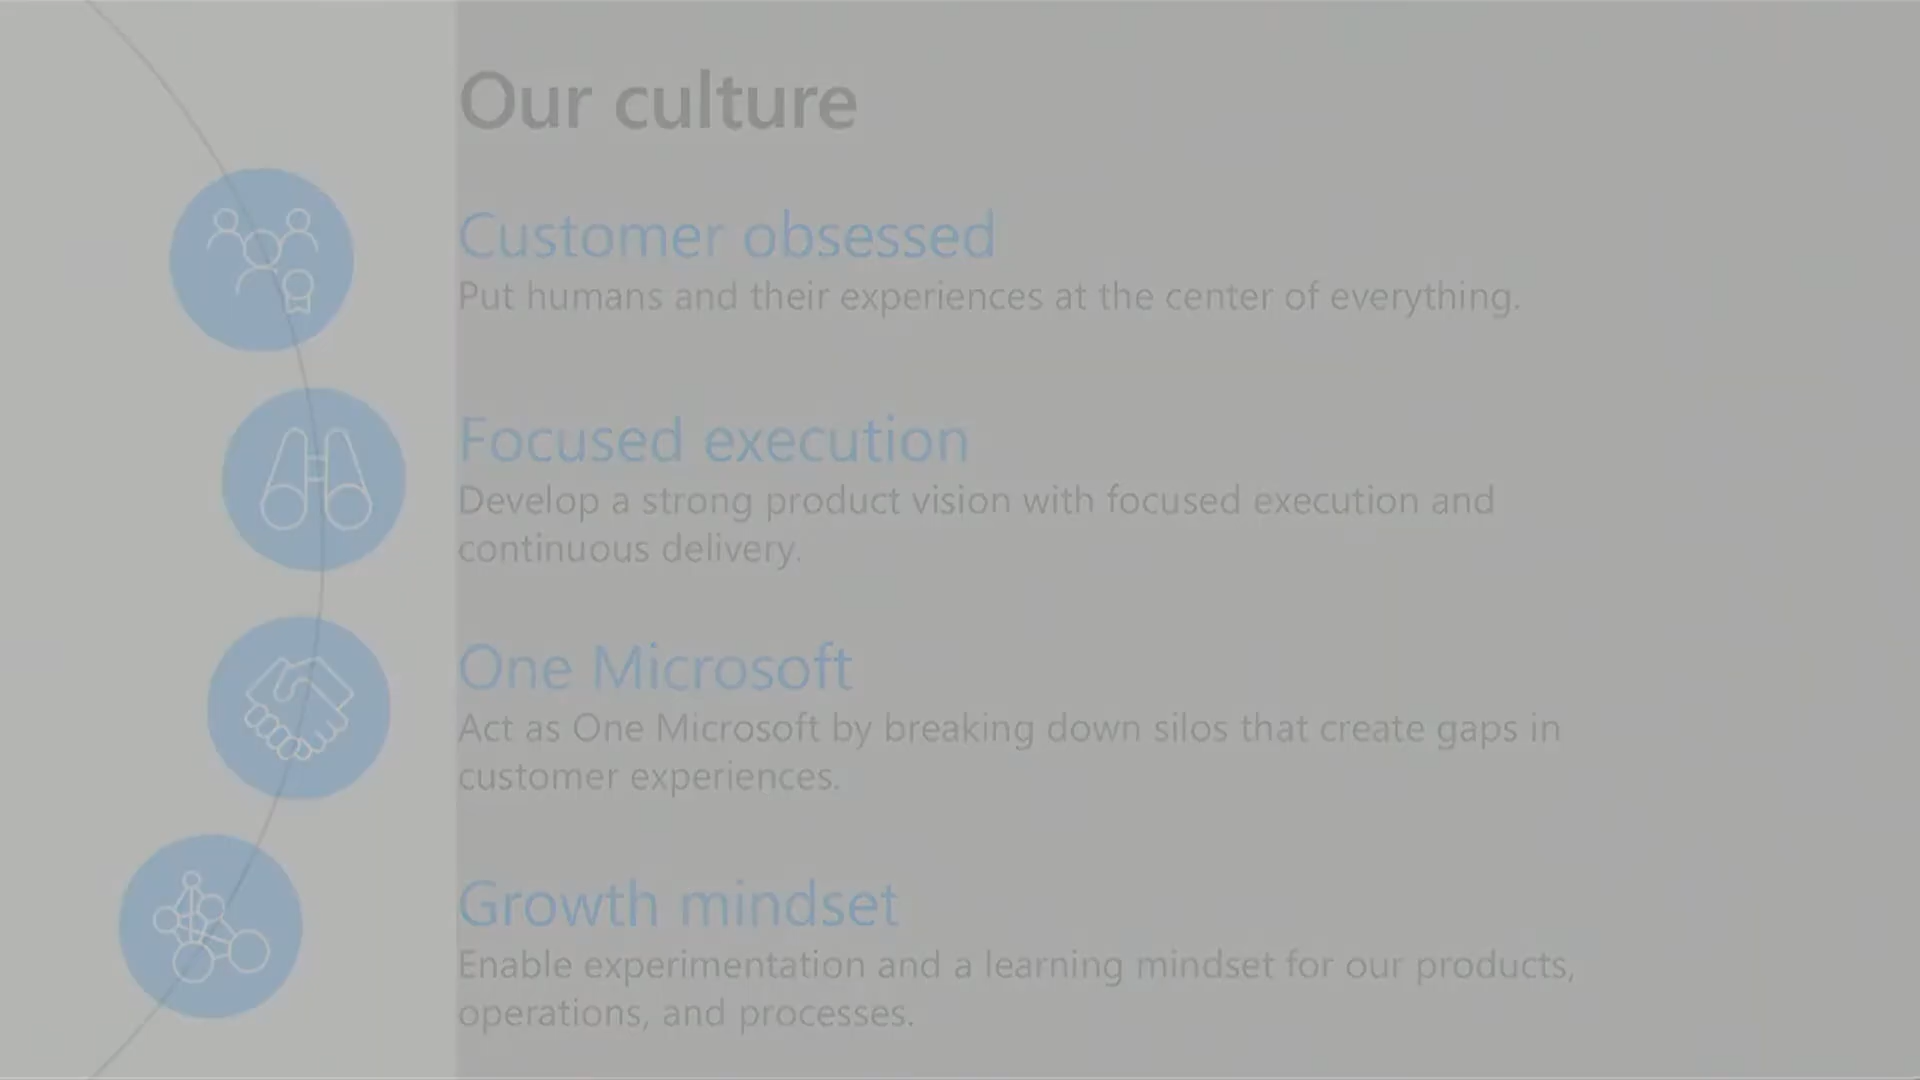 Our culture
Customer obsessed
Put humans and their experiences at the center of everything.
Focused execution
Develop a strong product vision with focused execution and
continuous delivery.
One Microsoft
Act as One Microsoft by breaking down silos that create gaps in
customer experiences.
Growth mindset
Enable experimentation and a learning mindset for our products,
operations, and processes.